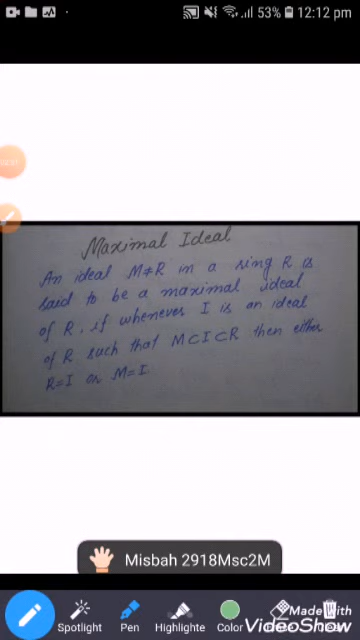 53% 12:12 pm
Maximal Ideal
An ideal M≠R in a ring R is
said to be a maximal ideal
of R, if whenever I is an ideal
of R such that M⊂I⊂R then either
R=I or M=I
Misbah 2918Msc2M
Spotlight Pen Highlighte Color
Made with
VideoShow